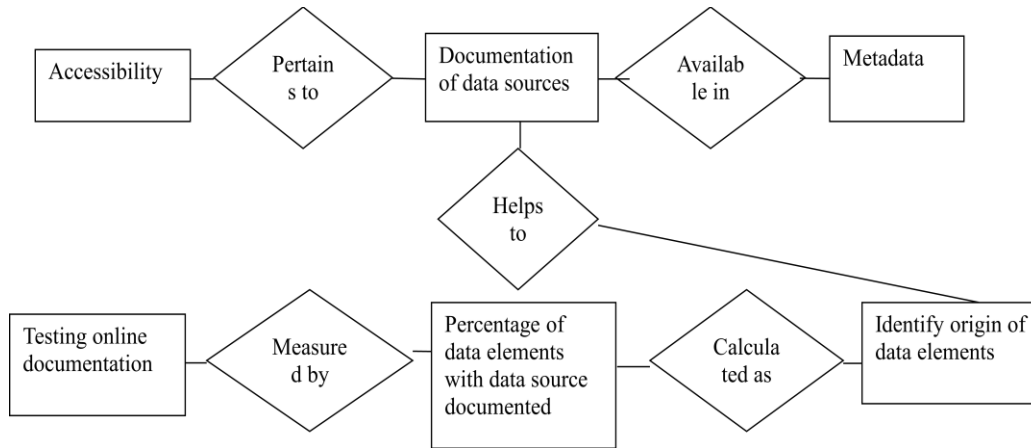 Accessibility
Pertain
s to
Documentation
of data sources
Availab
le in
Metadata
Helps
to
Testing online
documentation
Measure
d by
Percentage of
data elements
with data source
documented
Calcula
ted as
Identify origin of
data elements